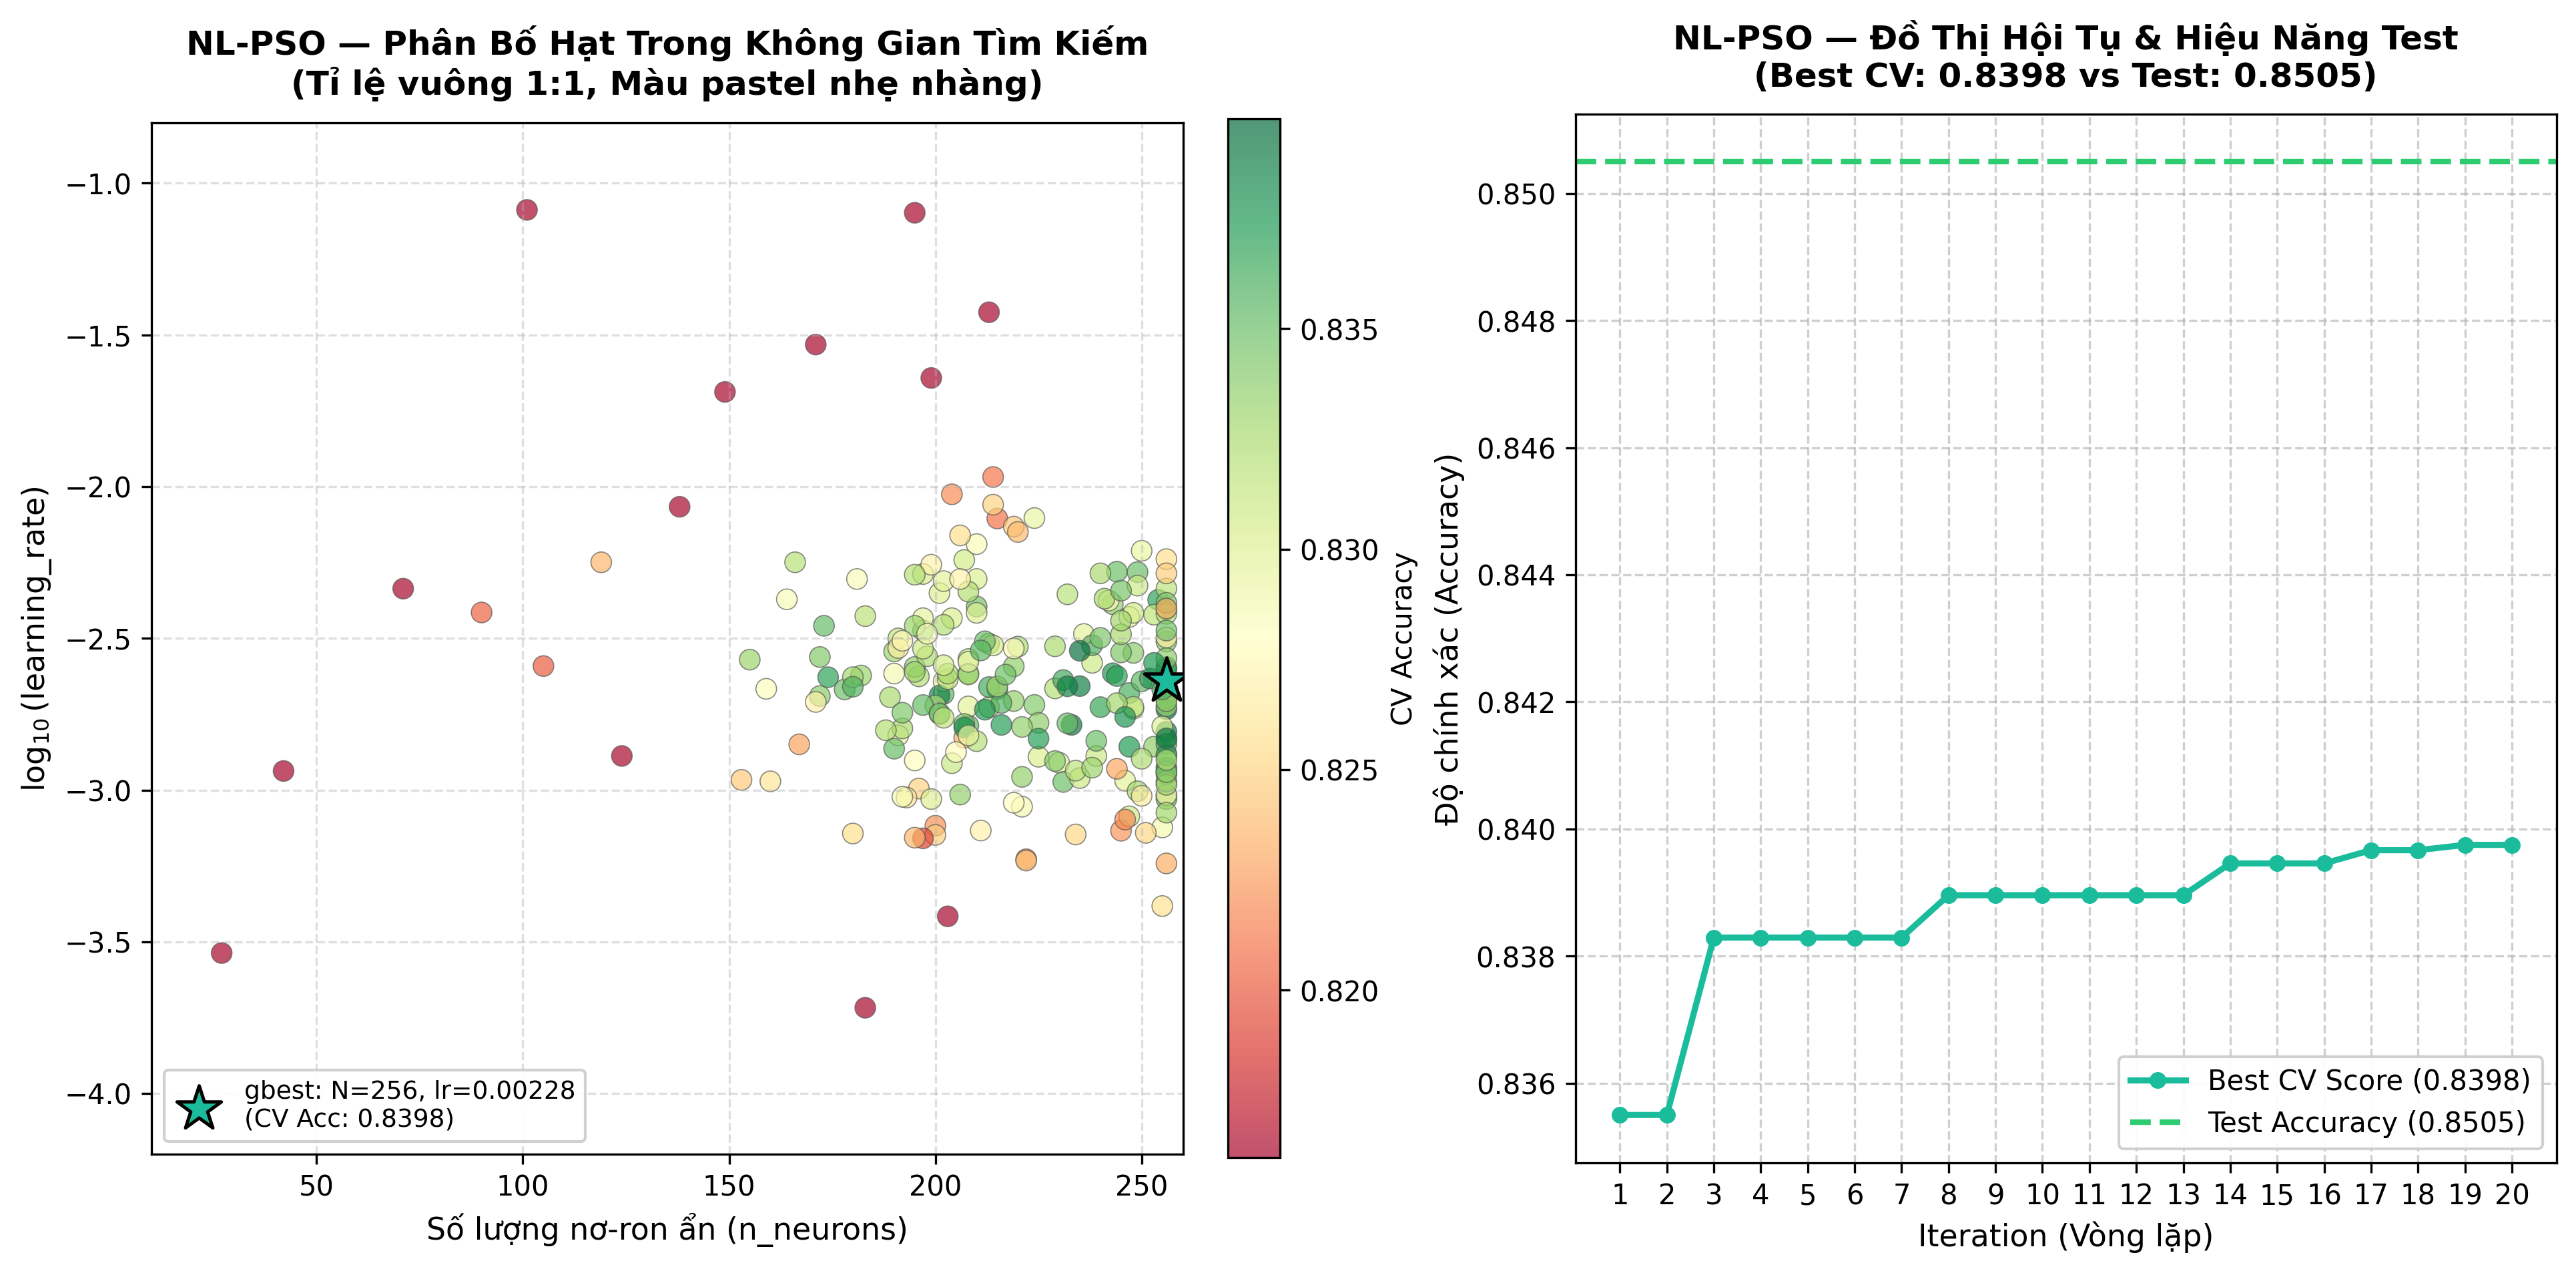 NL-PSO — Phân Bố Hạt Trong Không Gian Tìm Kiếm
(Tỉ lệ vuông 1:1, Màu pastel nhẹ nhàng)
log₁₀(learning_rate)
−1.0
−1.5
−2.0
−2.5
−3.0
−3.5
−4.0
gbest: N=256, lr=0.00228
(CV Acc: 0.8398)
50
100
150
200
250
Số lượng nơ-ron ẩn (n_neurons)
0.835
0.830
0.825
0.820
CV Accuracy
NL-PSO — Đồ Thị Hội Tụ & Hiệu Năng Test
(Best CV: 0.8398 vs Test: 0.8505)
Độ chính xác (Accuracy)
0.850
0.848
0.846
0.844
0.842
0.840
0.838
0.836
Best CV Score (0.8398)
Test Accuracy (0.8505)
1 2 3 4 5 6 7 8 9 10 11 12 13 14 15 16 17 18 19 20
Iteration (Vòng lặp)